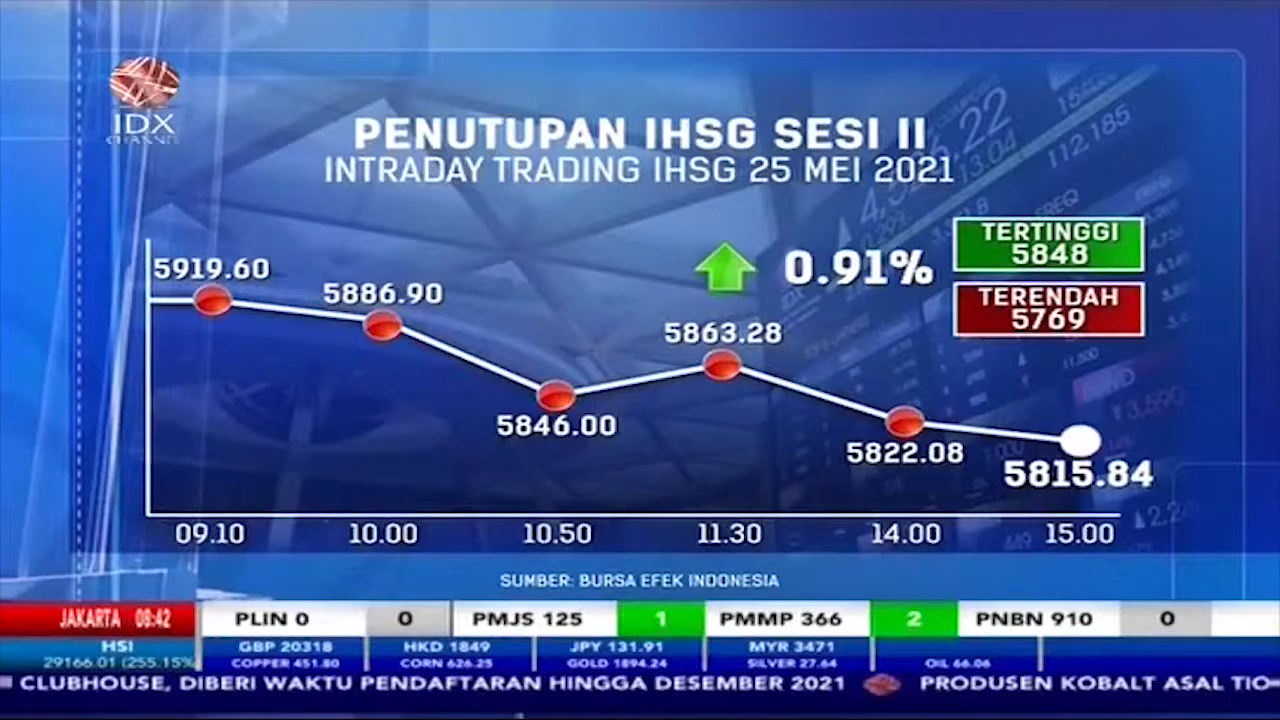 IDX
CHANNEL
PENUTUPAN IHSG SESI II
INTRADAY TRADING IHSG 25 MEI 2021
TERTINGGI
5848
0.91%
TERENDAH
5769
5919.60
5886.90
5863.28
5846.00
5822.08
5815.84
09.10 10.00 10.50 11.30 14.00 15.00
SUMBER: BURSA EFEK INDONESIA
JAKARTA 08:42 PLIN 0 0 PMJS 125 1 PMMP 366 2 PNBN 910 0
HSI GBP 20318 HKD 1849 JPY 131.91 MYR 3471
29166.01 (255.15% COPPER 451.80 CORN 626.25 GOLD 1894.24 SILVER 27.64 OIL 66.06
CLUBHOUSE, DIBERI WAKTU PENDAFTARAN HINGGA DESEMBER 2021 PRODUSEN KOBALT ASAL TIO
112.185